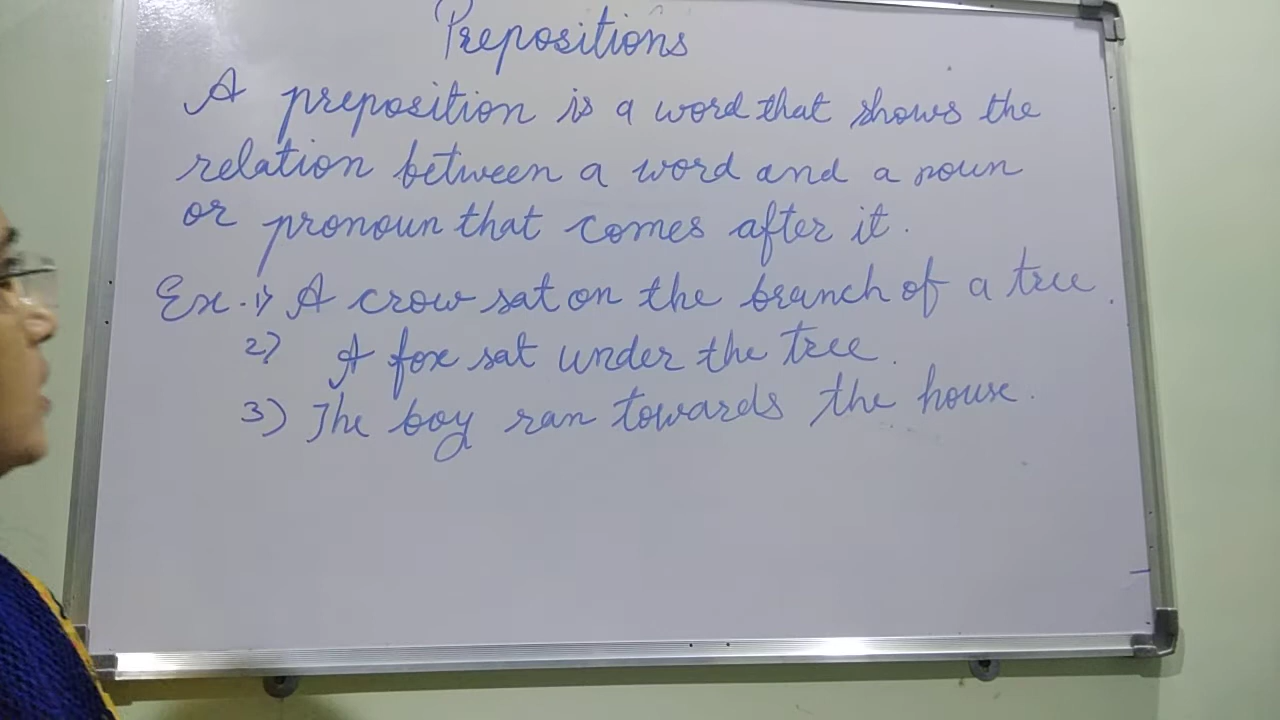 Prepositions
A preposition is a word that shows the
relation between a word and a noun
or pronoun that comes after it.
Ex. 1) A crow sat on the branch of a tree.
2) A fox sat under the tree.
3) The boy ran towards the house.